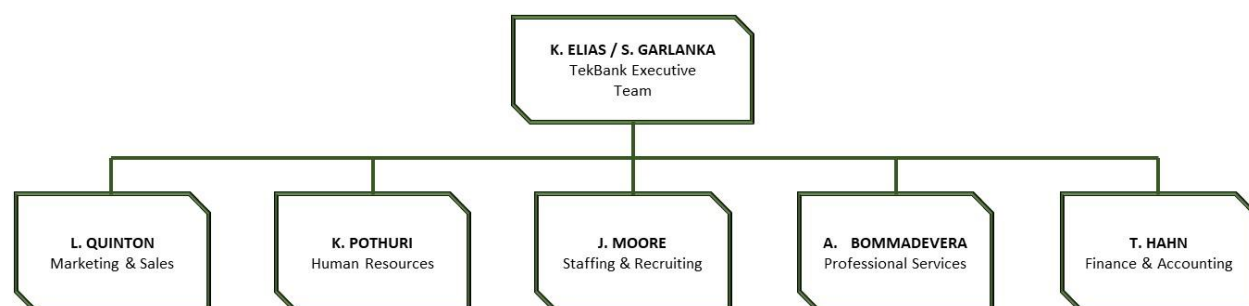 K. ELIAS / S. GARLANKA
TekBank Executive
Team
L. QUINTON
Marketing & Sales
K. POTHURI
Human Resources
J. MOORE
Staffing & Recruiting
A. BOMMADEVERA
Professional Services
T. HAHN
Finance & Accounting